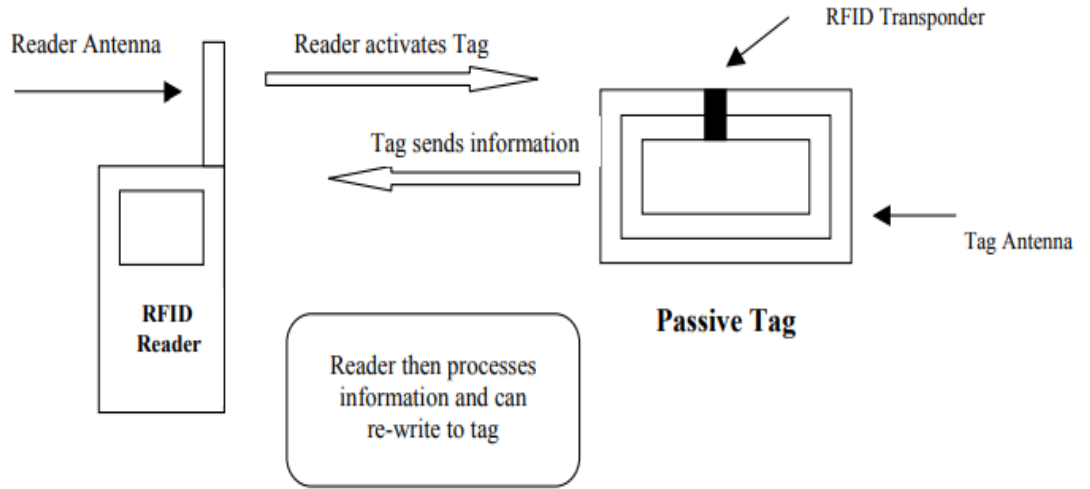 RFID Transponder
Reader Antenna
Reader activates Tag
Tag sends information
Tag Antenna
RFID
Reader
Passive Tag
Reader then processes
information and can
re-write to tag